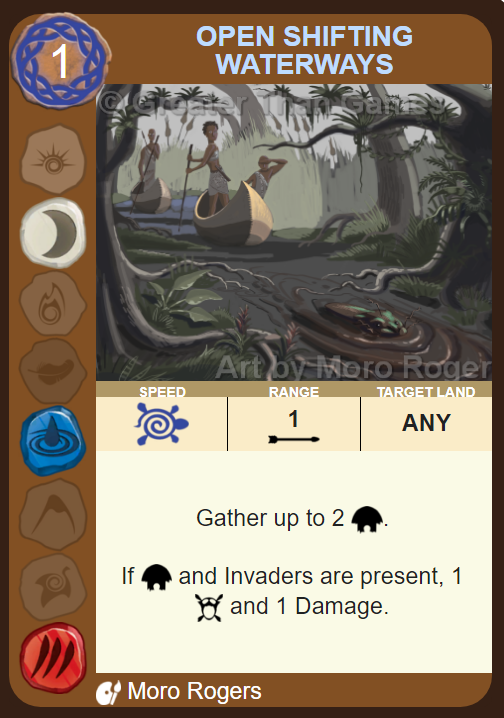 1
OPEN SHIFTING
WATERWAYS
© Greater Than Games
Art by Moro Roger
SPEED
RANGE
TARGET LAND
1
ANY
Gather up to 2 .
If and Invaders are present, 1
and 1 Damage.
Moro Rogers